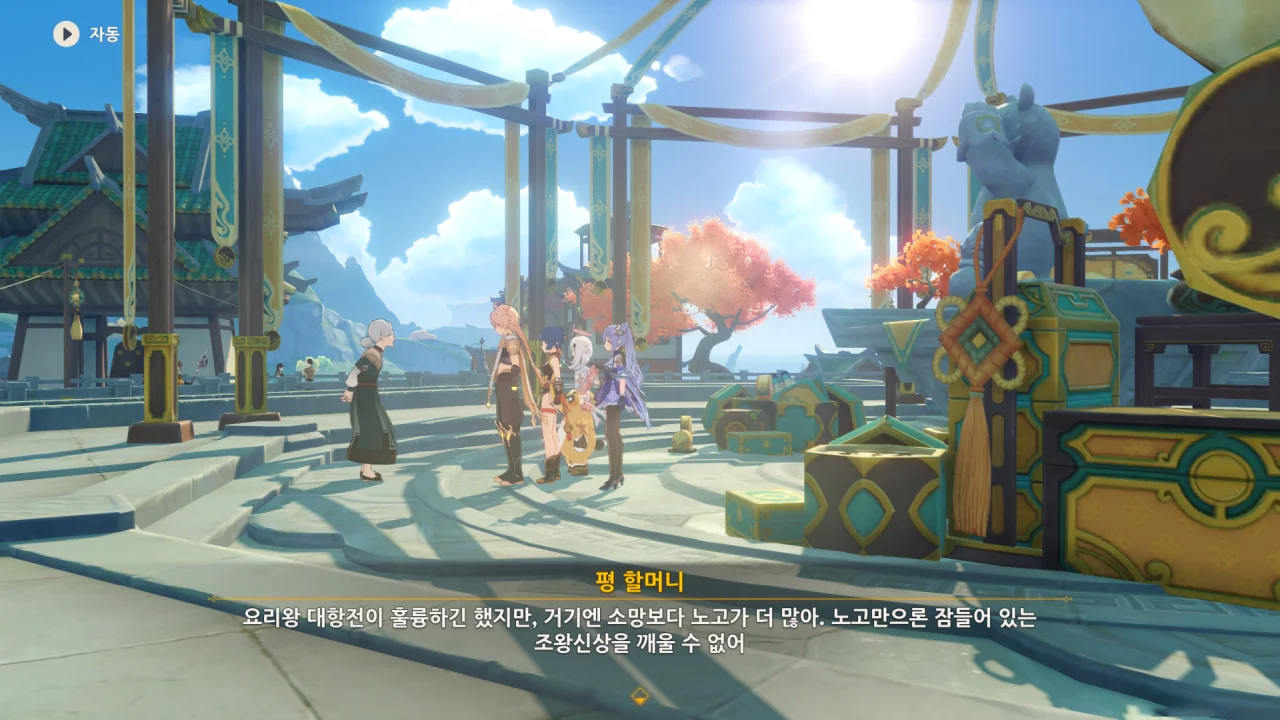 자동
평 할머니
요리왕 대항전이 훌륭하긴 했지만, 거기엔 소망보다 노고가 더 많아. 노고만으론 잠들어 있는
조왕신상을 깨울 수 없어